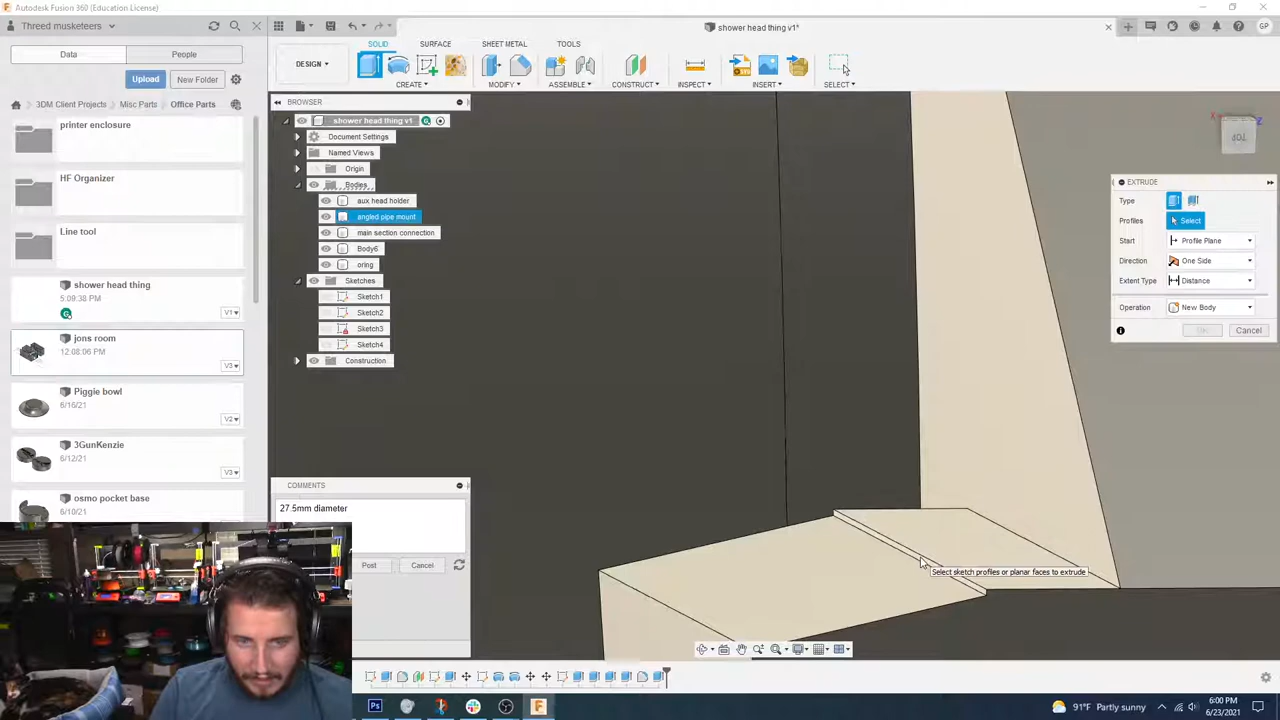 Autodesk Fusion 360 (Education License)
Threed musketeers
shower head thing v1*
GP
Data
People
Upload
New Folder
3DM Client Projects
Misc Parts
Office Parts
printer enclosure
HF Organizer
Line tool
shower head thing
5:09:38 PM
V1
jons room
12:08:06 PM
V3
Piggie bowl
6/16/21
V2
3GunKenzie
6/12/21
V3
osmo pocket base
6/10/21
DESIGN
SOLID
SURFACE
SHEET METAL
TOOLS
CREATE
MODIFY
ASSEMBLE
CONSTRUCT
INSPECT
INSERT
SELECT
BROWSER
shower head thing v1
Document Settings
Named Views
Origin
Bodies
aux head holder
angled pipe mount
main section connection
Body6
oring
Sketches
Sketch1
Sketch2
Sketch3
Sketch4
Construction
COMMENTS
27.5mm diameter
Post
Cancel
TOP
X
Z
EXTRUDE
Type
Profiles
Select
Start
Profile Plane
Direction
One Side
Extent Type
Distance
Operation
New Body
OK
Cancel
Select sketch profiles or planar faces to extrude
91°F Partly sunny
6:00 PM
6/23/2021